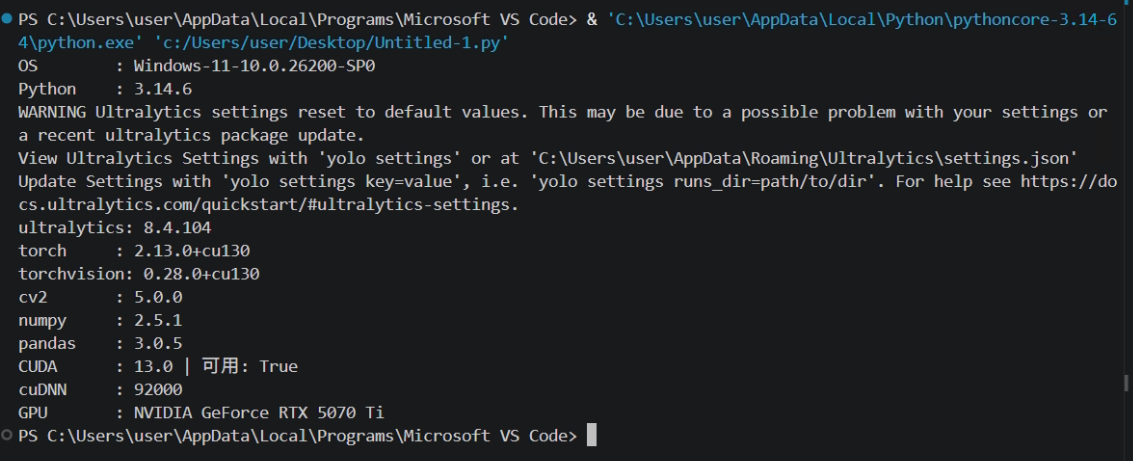 PS C:\Users\user\AppData\Local\Programs\Microsoft VS Code> & 'C:\Users\user\AppData\Local\Python\pythoncore-3.14-6
4\python.exe' 'c:/Users/user/Desktop/Untitled-1.py'
OS        : Windows-11-10.0.26200-SP0
Python    : 3.14.6
WARNING Ultralytics settings reset to default values. This may be due to a possible problem with your settings or
a recent ultralytics package update.
View Ultralytics Settings with 'yolo settings' or at 'C:\Users\user\AppData\Roaming\Ultralytics\settings.json'
Update Settings with 'yolo settings key=value', i.e. 'yolo settings runs_dir=path/to/dir'. For help see https://do
cs.ultralytics.com/quickstart/#ultralytics-settings.
ultralytics: 8.4.104
torch     : 2.13.0+cu130
torchvision: 0.28.0+cu130
cv2       : 5.0.0
numpy     : 2.5.1
pandas    : 3.0.5
CUDA      : 13.0 | 可用: True
cuDNN     : 92000
GPU       : NVIDIA GeForce RTX 5070 Ti
PS C:\Users\user\AppData\Local\Programs\Microsoft VS Code>